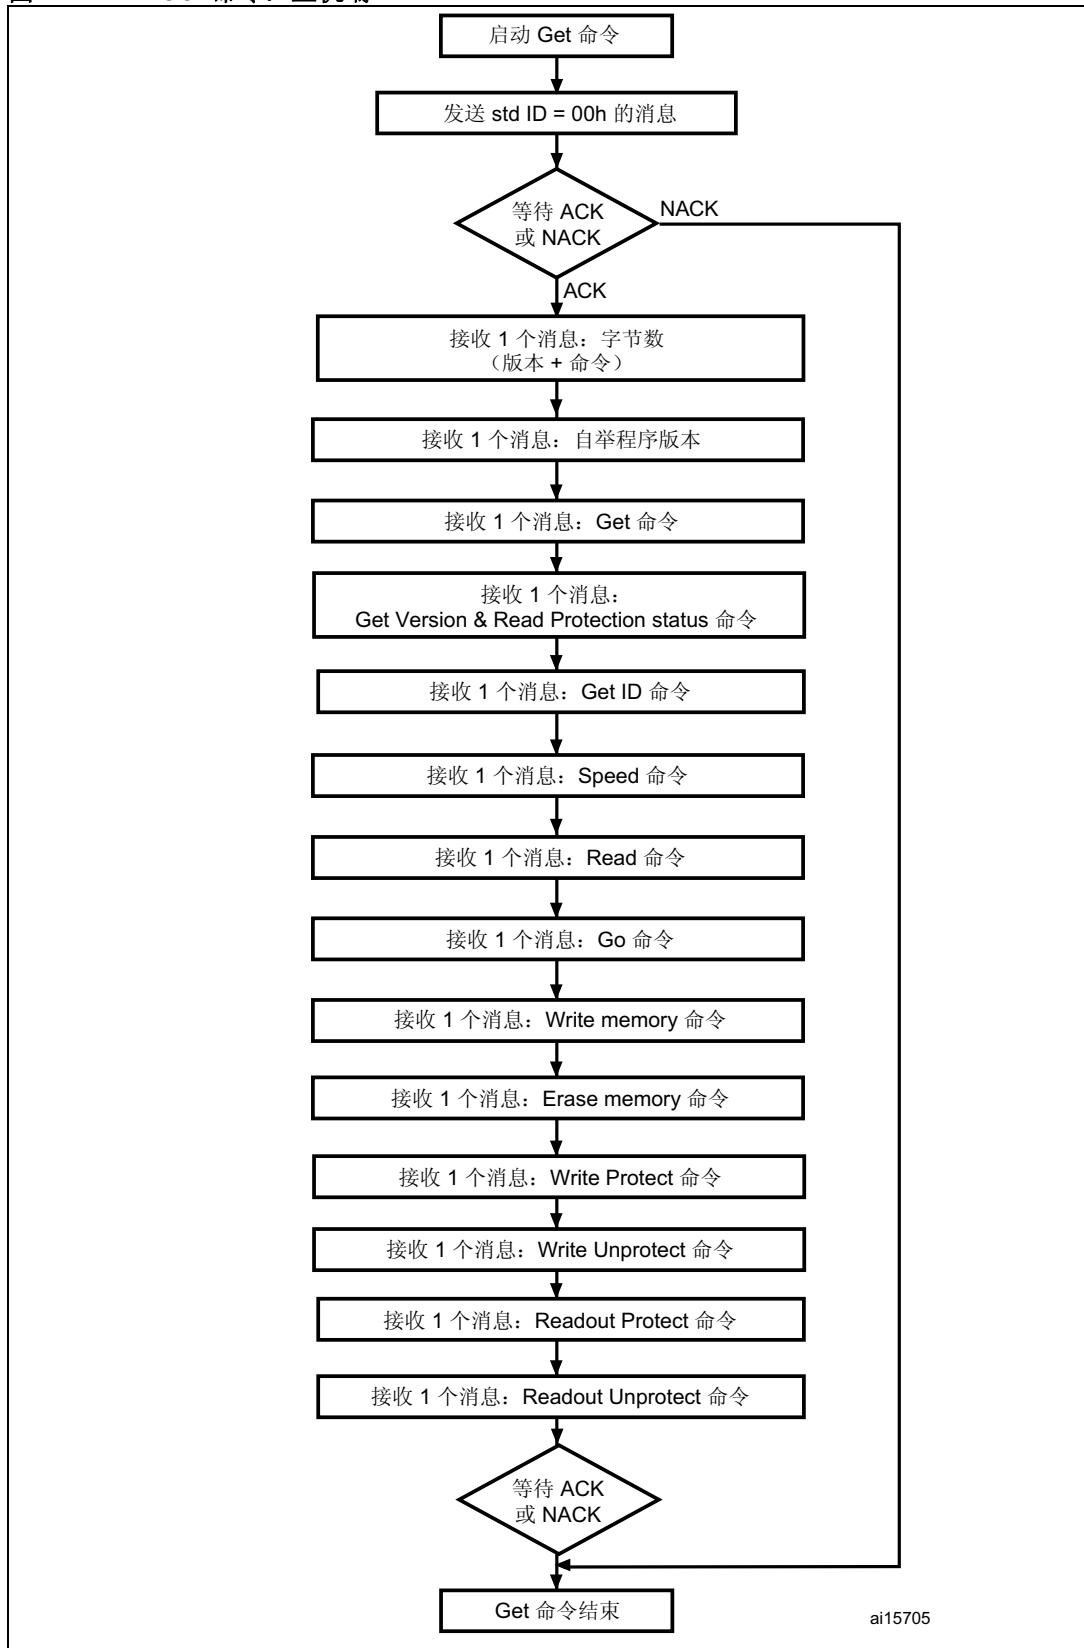 启动 Get 命令
发送 std ID = 00h 的消息
等待 ACK
或 NACK
NACK
ACK
接收 1 个消息：字节数
（版本 + 命令）
接收 1 个消息：自举程序版本
接收 1 个消息：Get 命令
接收 1 个消息：
Get Version & Read Protection status 命令
接收 1 个消息：Get ID 命令
接收 1 个消息：Speed 命令
接收 1 个消息：Read 命令
接收 1 个消息：Go 命令
接收 1 个消息：Write memory 命令
接收 1 个消息：Erase memory 命令
接收 1 个消息：Write Protect 命令
接收 1 个消息：Write Unprotect 命令
接收 1 个消息：Readout Protect 命令
接收 1 个消息：Readout Unprotect 命令
等待 ACK
或 NACK
Get 命令结束
ai15705